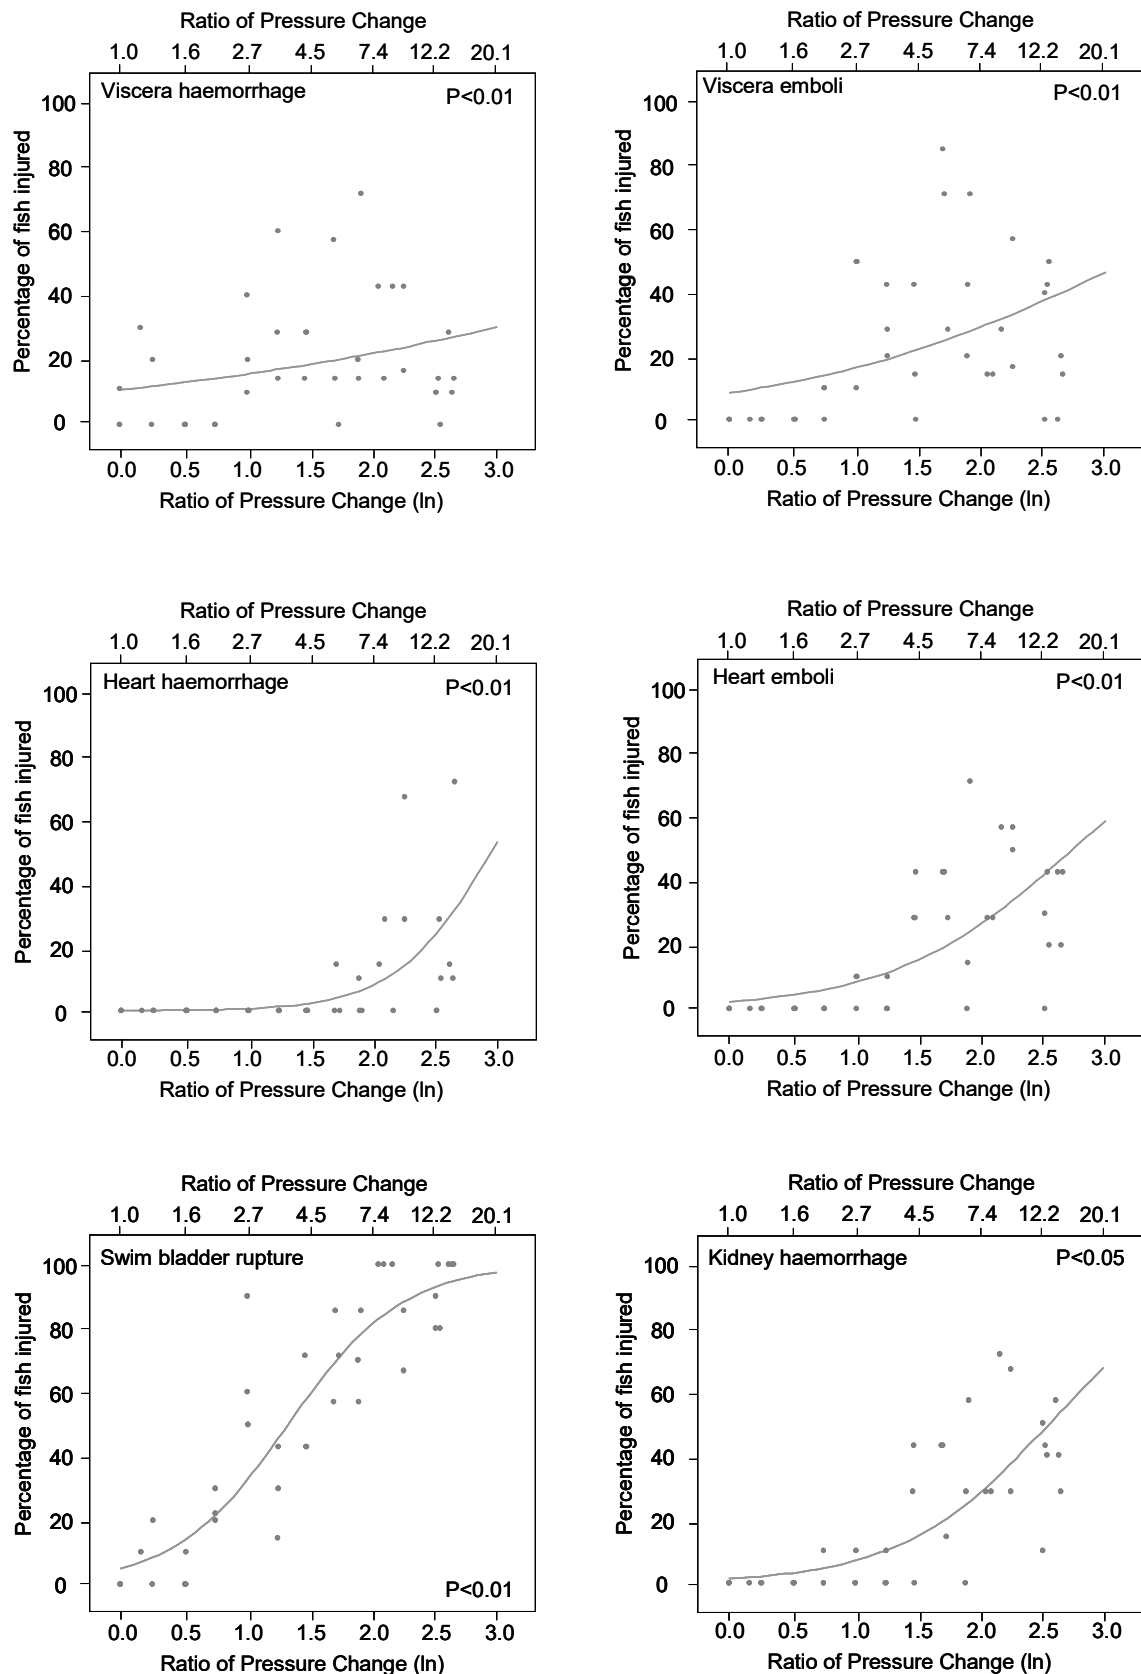 Ratio of Pressure Change
1.0 1.6 2.7 4.5 7.4 12.2 20.1
Viscera haemorrhage
P<0.01
Percentage of fish injured
100
80
60
40
20
0
0.0 0.5 1.0 1.5 2.0 2.5 3.0
Ratio of Pressure Change (ln)
Ratio of Pressure Change
1.0 1.6 2.7 4.5 7.4 12.2 20.1
Viscera emboli
P<0.01
Percentage of fish injured
100
80
60
40
20
0
0.0 0.5 1.0 1.5 2.0 2.5 3.0
Ratio of Pressure Change (ln)
Ratio of Pressure Change
1.0 1.6 2.7 4.5 7.4 12.2 20.1
Heart haemorrhage
P<0.01
Percentage of fish injured
100
80
60
40
20
0
0.0 0.5 1.0 1.5 2.0 2.5 3.0
Ratio of Pressure Change (ln)
Ratio of Pressure Change
1.0 1.6 2.7 4.5 7.4 12.2 20.1
Heart emboli
P<0.01
Percentage of fish injured
100
80
60
40
20
0
0.0 0.5 1.0 1.5 2.0 2.5 3.0
Ratio of Pressure Change (ln)
Ratio of Pressure Change
1.0 1.6 2.7 4.5 7.4 12.2 20.1
Swim bladder rupture
Percentage of fish injured
100
80
60
40
20
0
P<0.01
0.0 0.5 1.0 1.5 2.0 2.5 3.0
Ratio of Pressure Change (ln)
Ratio of Pressure Change
1.0 1.6 2.7 4.5 7.4 12.2 20.1
Kidney haemorrhage
P<0.05
Percentage of fish injured
100
80
60
40
20
0
0.0 0.5 1.0 1.5 2.0 2.5 3.0
Ratio of Pressure Change (ln)